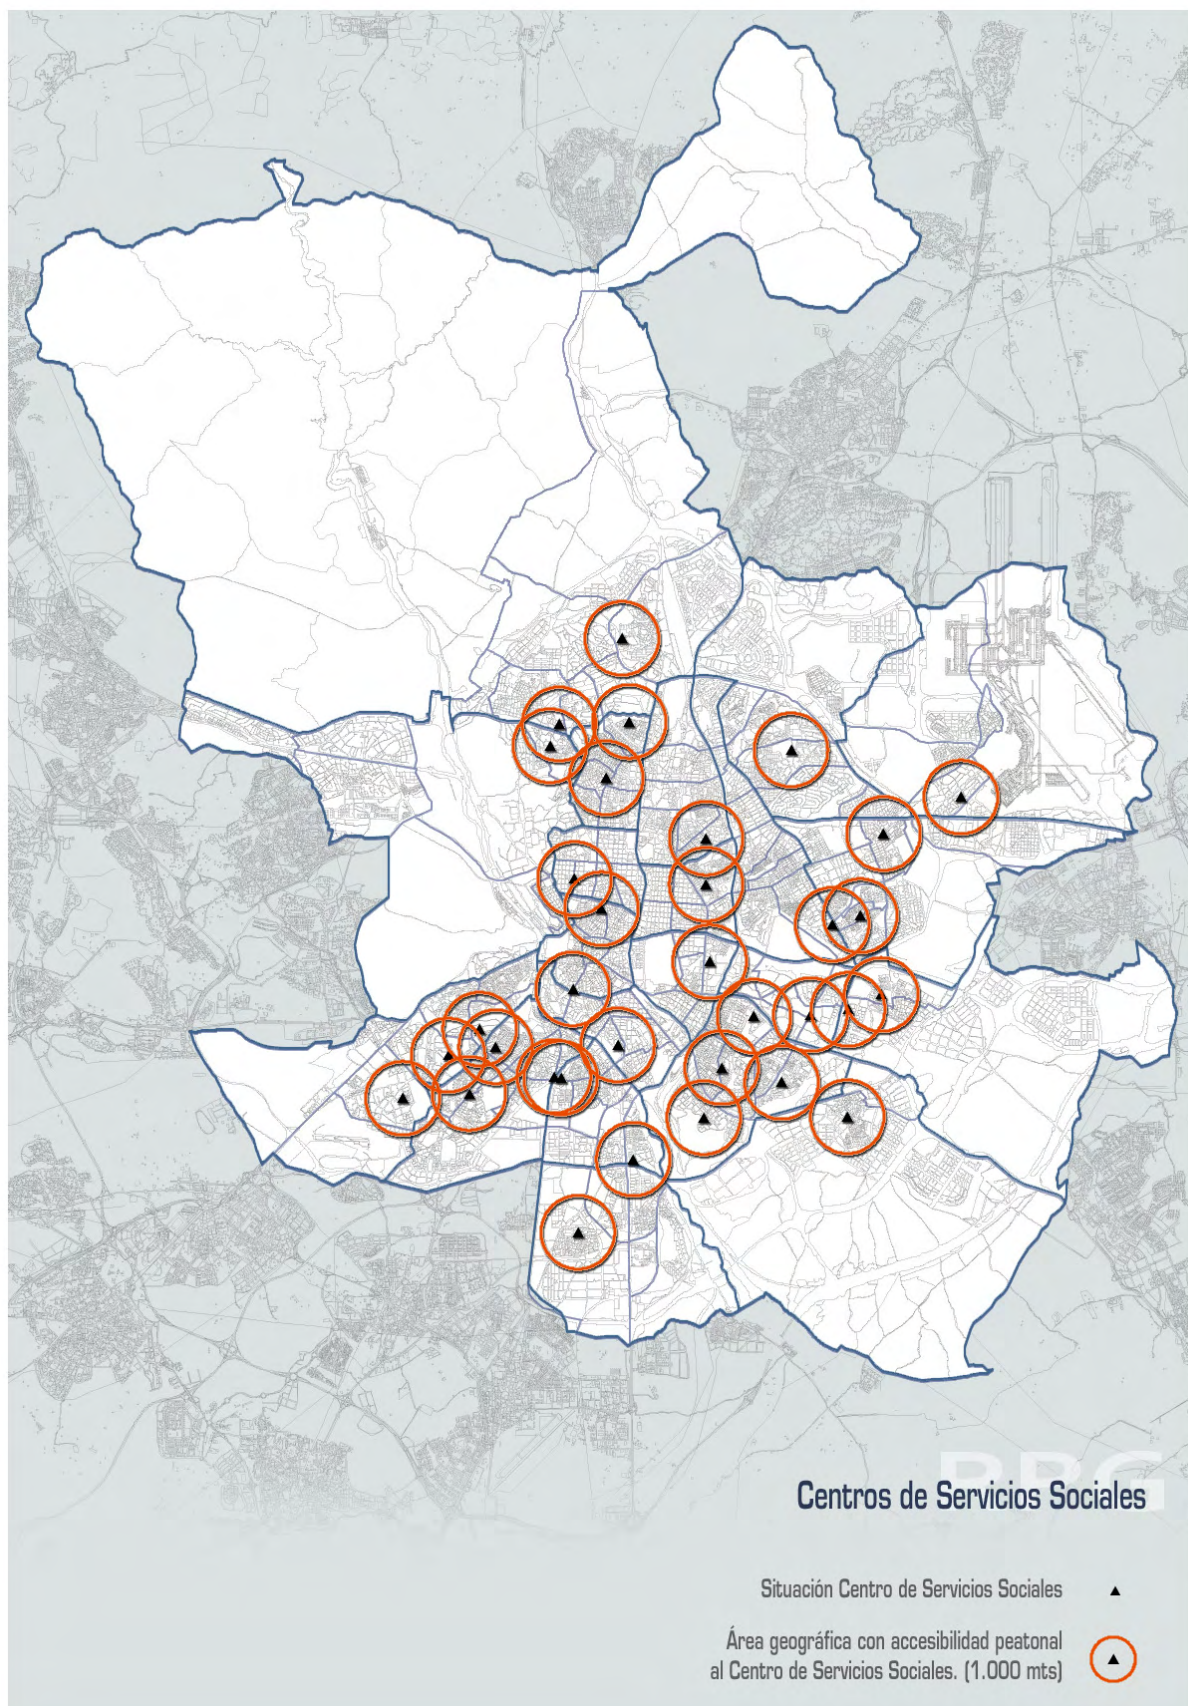 BBG
Centros de Servicios Sociales
Situación Centro de Servicios Sociales
Área geográfica con accesibilidad peatonal
al Centro de Servicios Sociales. (1.000 mts)